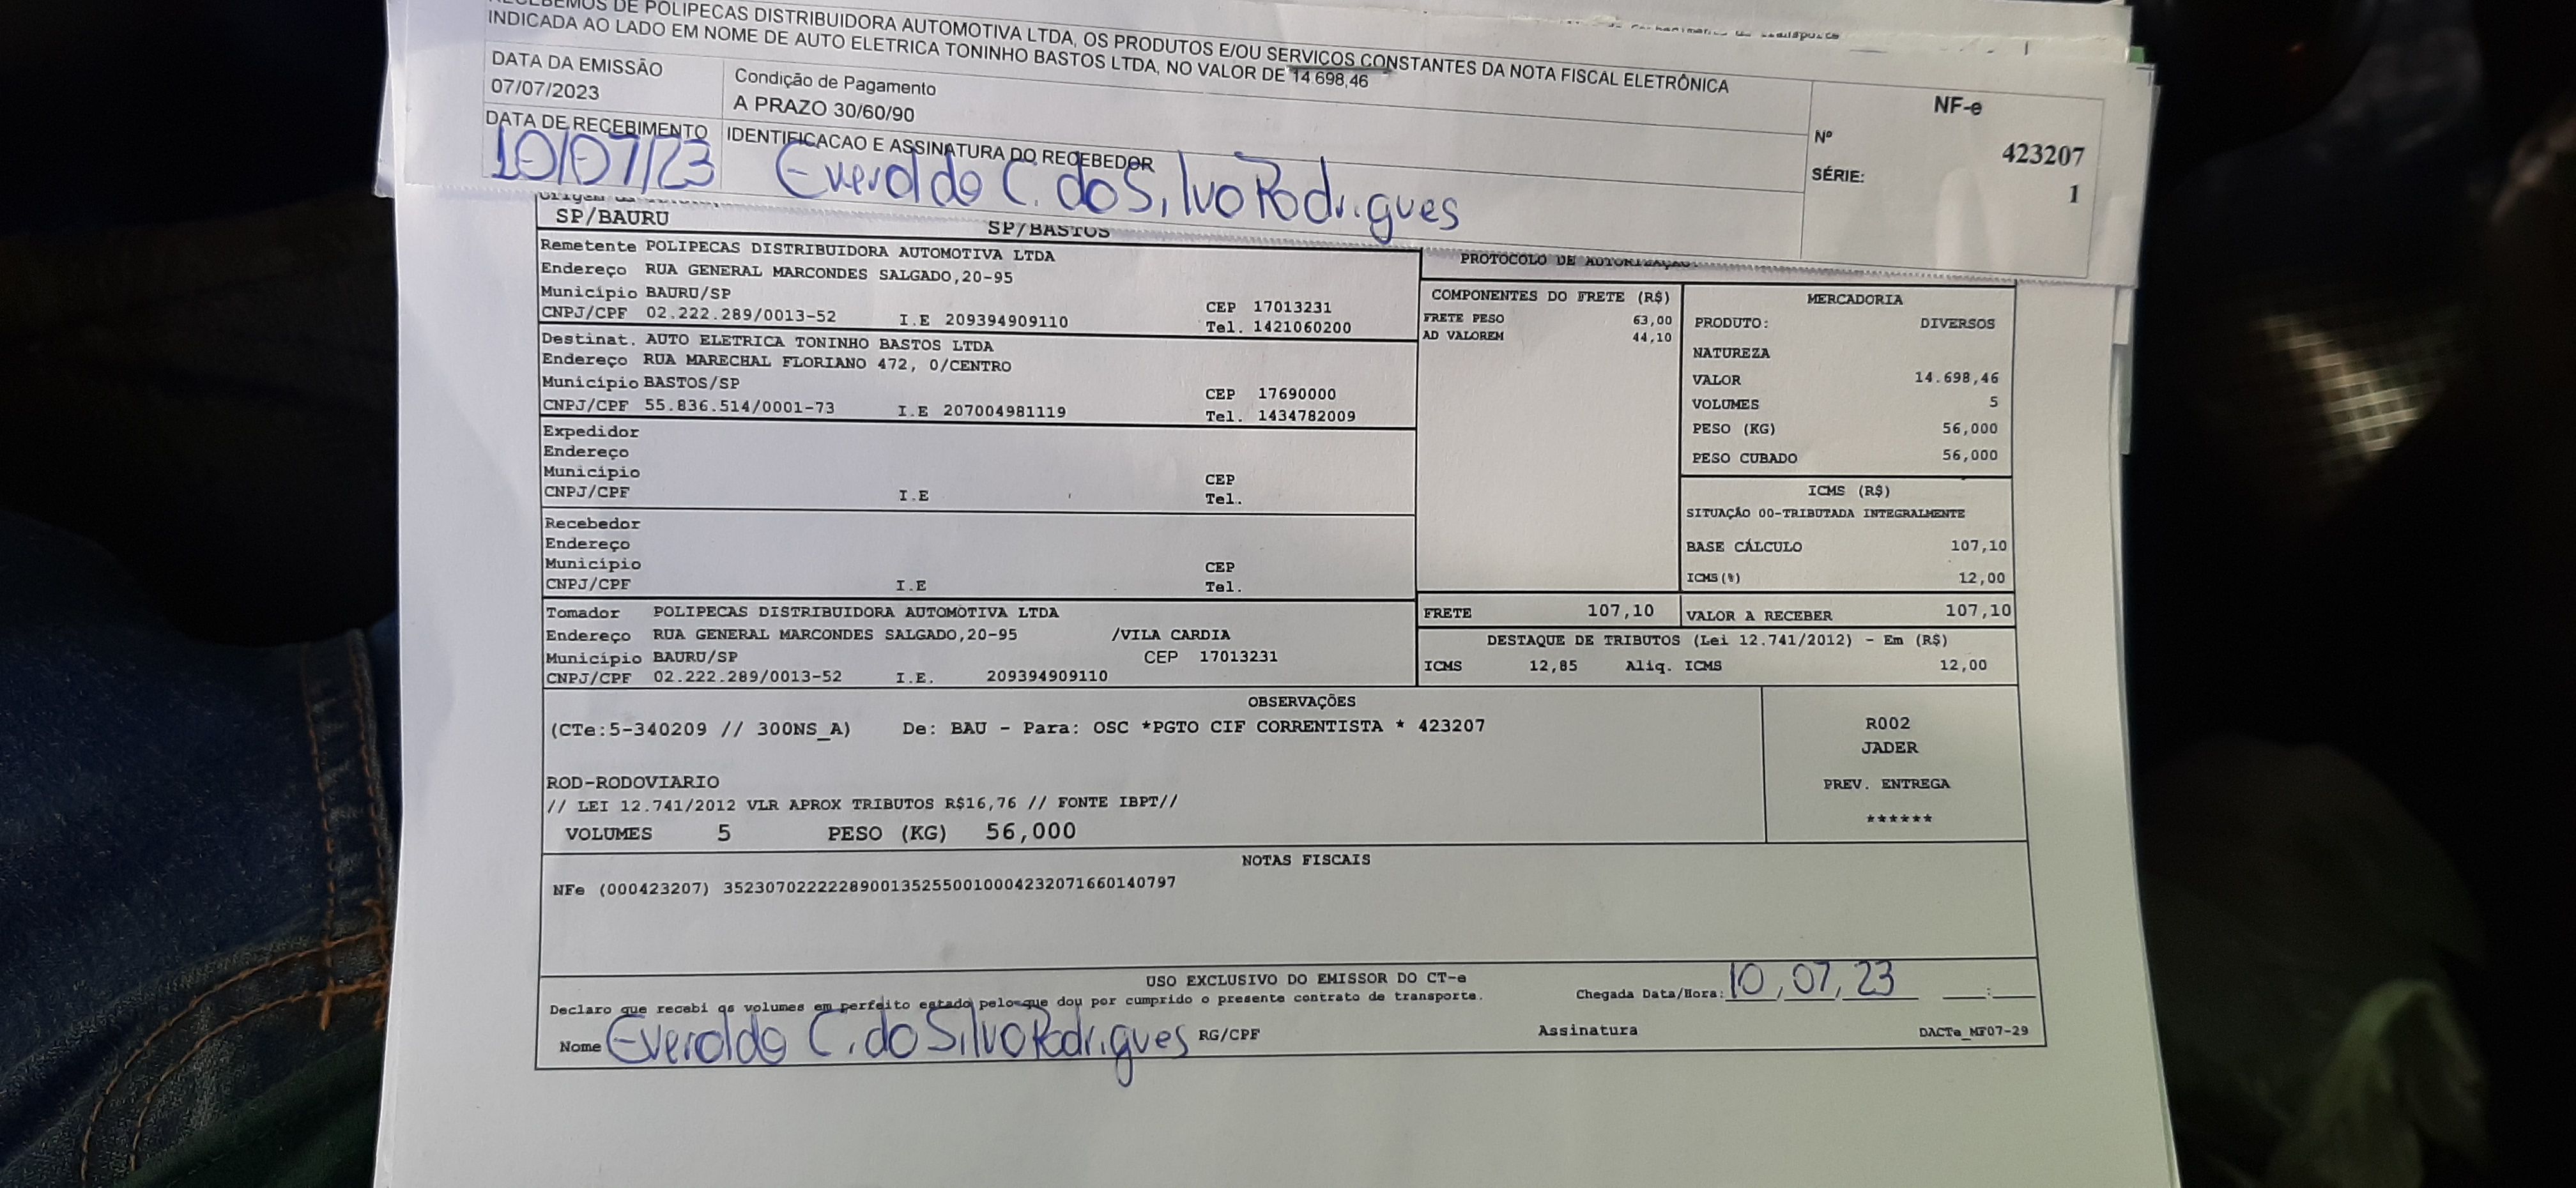 RECEBEMOS DE POLIPECAS DISTRIBUIDORA AUTOMOTIVA LTDA, OS PRODUTOS E/OU SERVIÇOS CONSTANTES DA NOTA FISCAL ELETRÔNICA
INDICADA AO LADO EM NOME DE AUTO ELETRICA TONINHO BASTOS LTDA, NO VALOR DE 14.698,46
DATA DA EMISSÃO
07/07/2023
Condição de Pagamento
A PRAZO 30/60/90
DATA DE RECEBIMENTO
10/07/23
IDENTIFICACAO E ASSINATURA DO RECEBEDOR
Everaldo C. da Silva Rodrigues
NF-e
Nº 423207
SÉRIE: 1
SP/BAURU SP/BASTOS
Remetente POLIPECAS DISTRIBUIDORA AUTOMOTIVA LTDA
Endereço RUA GENERAL MARCONDES SALGADO,20-95
Município BAURU/SP CEP 17013231
CNPJ/CPF 02.222.289/0013-52 I.E 209394909110 Tel. 1421060200
Destinat. AUTO ELETRICA TONINHO BASTOS LTDA
Endereço RUA MARECHAL FLORIANO 472, 0/CENTRO
Município BASTOS/SP CEP 17690000
CNPJ/CPF 55.836.514/0001-73 I.E 207004981119 Tel. 1434782009
Expedidor
Endereço
Município CEP
CNPJ/CPF I.E Tel.
Recebedor
Endereço
Município CEP
CNPJ/CPF I.E Tel.
Tomador POLIPECAS DISTRIBUIDORA AUTOMOTIVA LTDA
Endereço RUA GENERAL MARCONDES SALGADO,20-95 /VILA CARDIA
Município BAURU/SP CEP 17013231
CNPJ/CPF 02.222.289/0013-52 I.E. 209394909110
PROTOCOLO DE AUTORIZAÇÃO:
COMPONENTES DO FRETE (R$)
FRETE PESO 63,00
AD VALOREM 44,10
MERCADORIA
PRODUTO: DIVERSOS
NATUREZA
VALOR 14.698,46
VOLUMES 5
PESO (KG) 56,000
PESO CUBADO 56,000
ICMS (R$)
SITUAÇÃO 00-TRIBUTADA INTEGRALMENTE
BASE CÁLCULO 107,10
ICMS(%) 12,00
FRETE 107,10 VALOR A RECEBER 107,10
DESTAQUE DE TRIBUTOS (Lei 12.741/2012) - Em (R$)
ICMS 12,85 Aliq. ICMS 12,00
OBSERVAÇÕES
(CTe:5-340209 // 300NS_A) De: BAU - Para: OSC *PGTO CIF CORRENTISTA * 423207
ROD-RODOVIARIO
// LEI 12.741/2012 VLR APROX TRIBUTOS R$16,76 // FONTE IBPT//
VOLUMES 5 PESO (KG) 56,000
R002
JADER
PREV. ENTREGA
******
NOTAS FISCAIS
NFe (000423207) 35230702222289001352550010004232071660140797
USO EXCLUSIVO DO EMISSOR DO CT-e
Declaro que recebi os volumes em perfeito estado pelo que dou por cumprido o presente contrato de transporte.
Chegada Data/Hora: 10,07,23 __:__
Nome Everaldo C. da Silva Rodrigues RG/CPF Assinatura DACTe_MF07-29